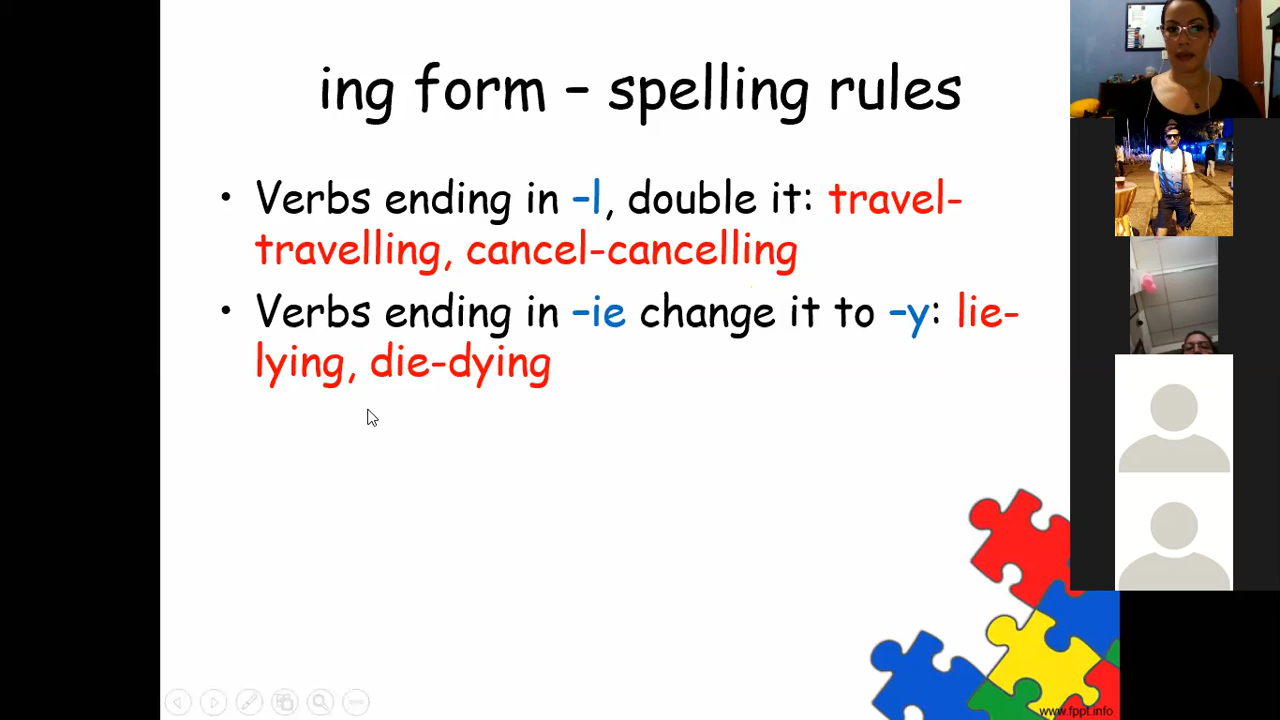 ing form – spelling rules
• Verbs ending in –l, double it: travel-
travelling, cancel-cancelling
• Verbs ending in –ie change it to –y: lie-
lying, die-dying
www.fppt.info